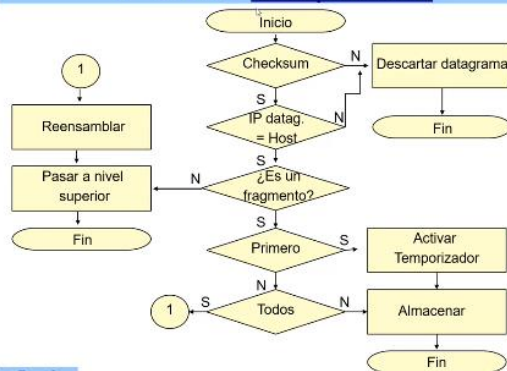 Inicio
Checksum
N
Descartar datagrama
1
S
Reensamblar
IP datag.
= Host
N
Fin
S
Pasar a nivel
superior
N
¿Es un
fragmento?
Fin
S
Primero
S
Activar
Temporizador
N
1
S
Todos
N
Almacenar
Fin